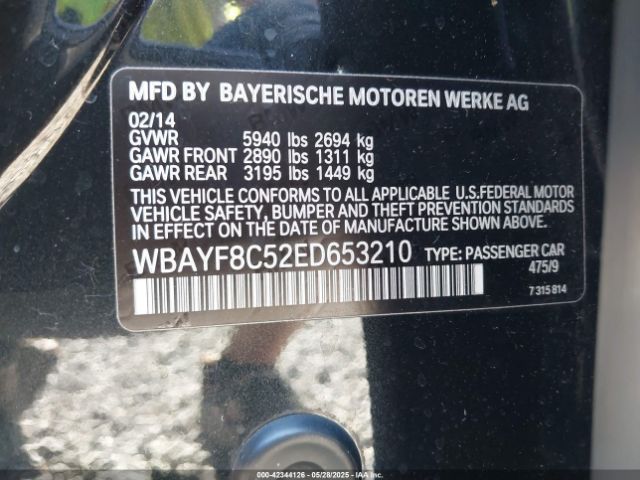 MFD BY BAYERISCHE MOTOREN WERKE AG
02/14
GVWR 5940 lbs 2694 kg
GAWR FRONT 2890 lbs 1311 kg
GAWR REAR 3195 lbs 1449 kg
THIS VEHICLE CONFORMS TO ALL APPLICABLE U.S.FEDERAL MOTOR
VEHICLE SAFETY, BUMPER AND THEFT PREVENTION STANDARDS
IN EFFECT ON THE DATE OF MANUFACTURE SHOWN ABOVE.
WBAYF8C52ED653210 TYPE: PASSENGER CAR
475/9
7 315 814
000-42344126 - 05/28/2025 - IAA Inc.